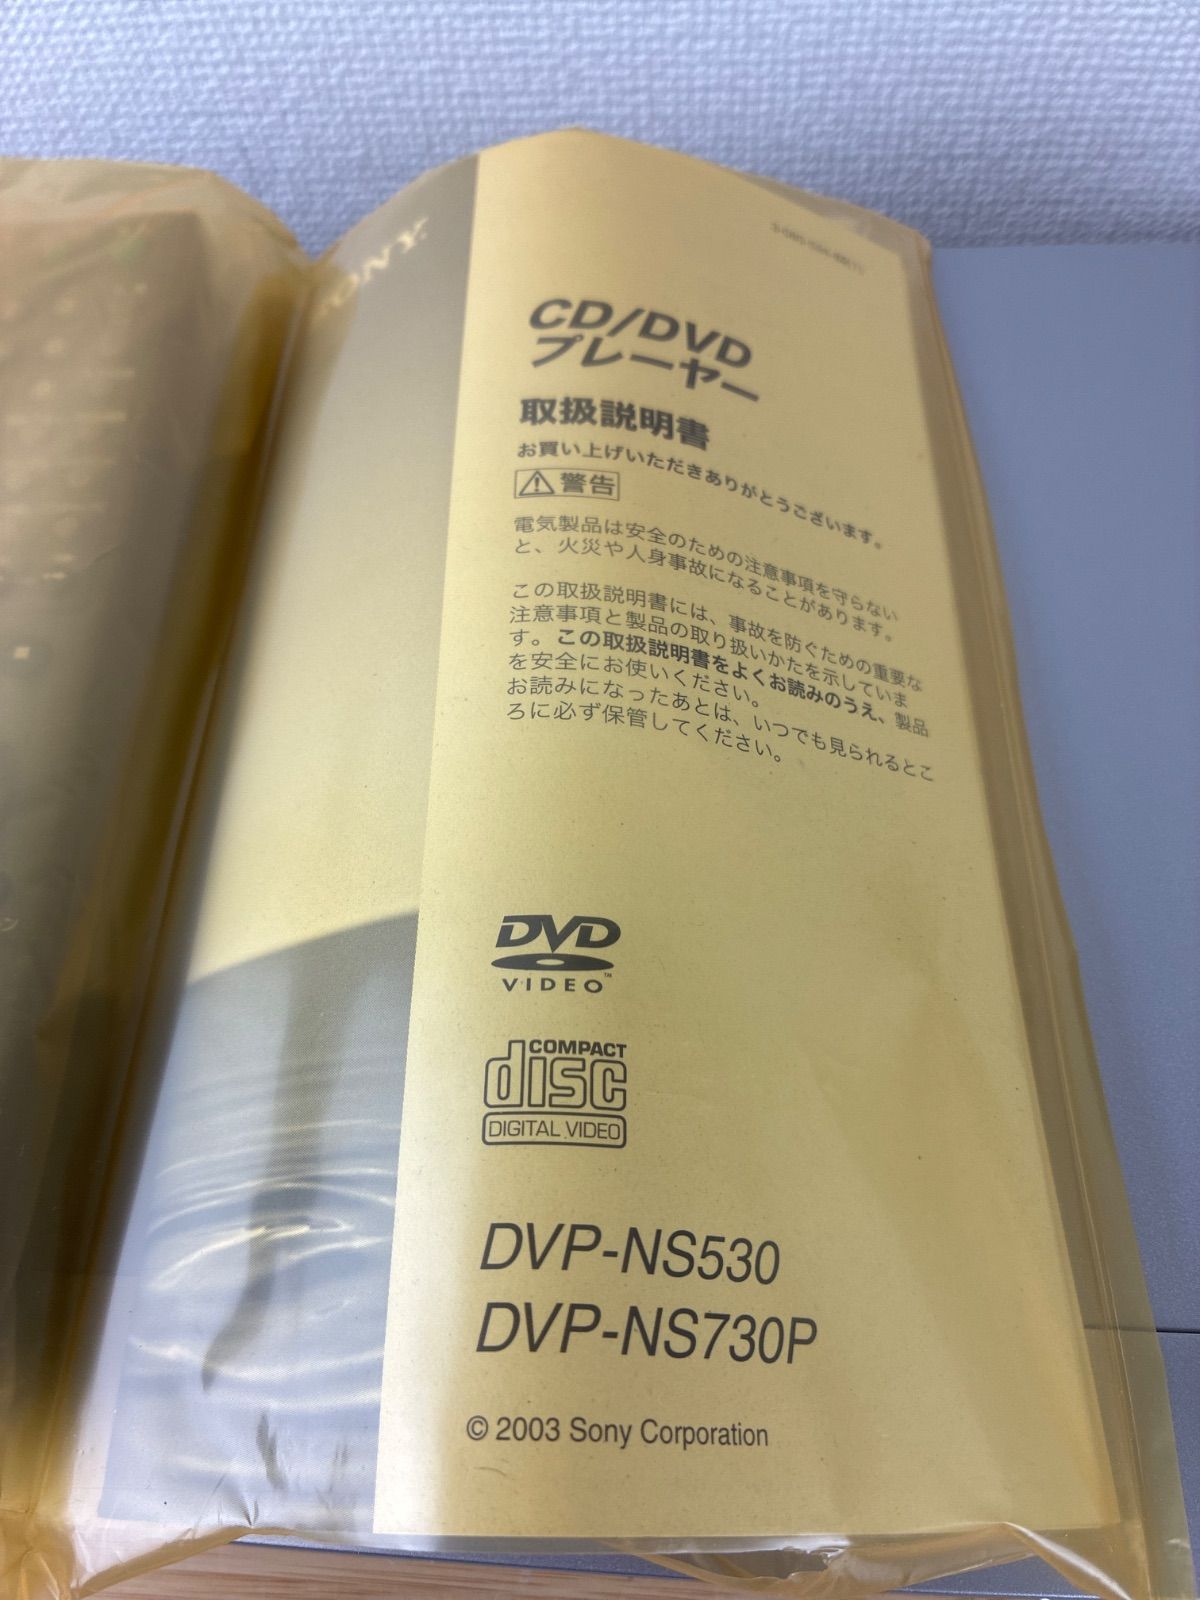 SONY
CD/DVD
プレーヤー
取扱説明書
お買い上げいただきありがとうございます。
警告
電気製品は安全のための注意事項を守らない
と、火災や人身事故になることがあります。
この取扱説明書には、事故を防ぐための重要な
注意事項と製品の取り扱いかたを示していま
す。この取扱説明書をよくお読みのうえ、製品
を安全にお使いください。
お読みになったあとは、いつでも見られるとこ
ろに必ず保管してください。
DVD
VIDEO™
COMPACT
disc
DIGITAL VIDEO
DVP-NS530
DVP-NS730P
© 2003 Sony Corporation